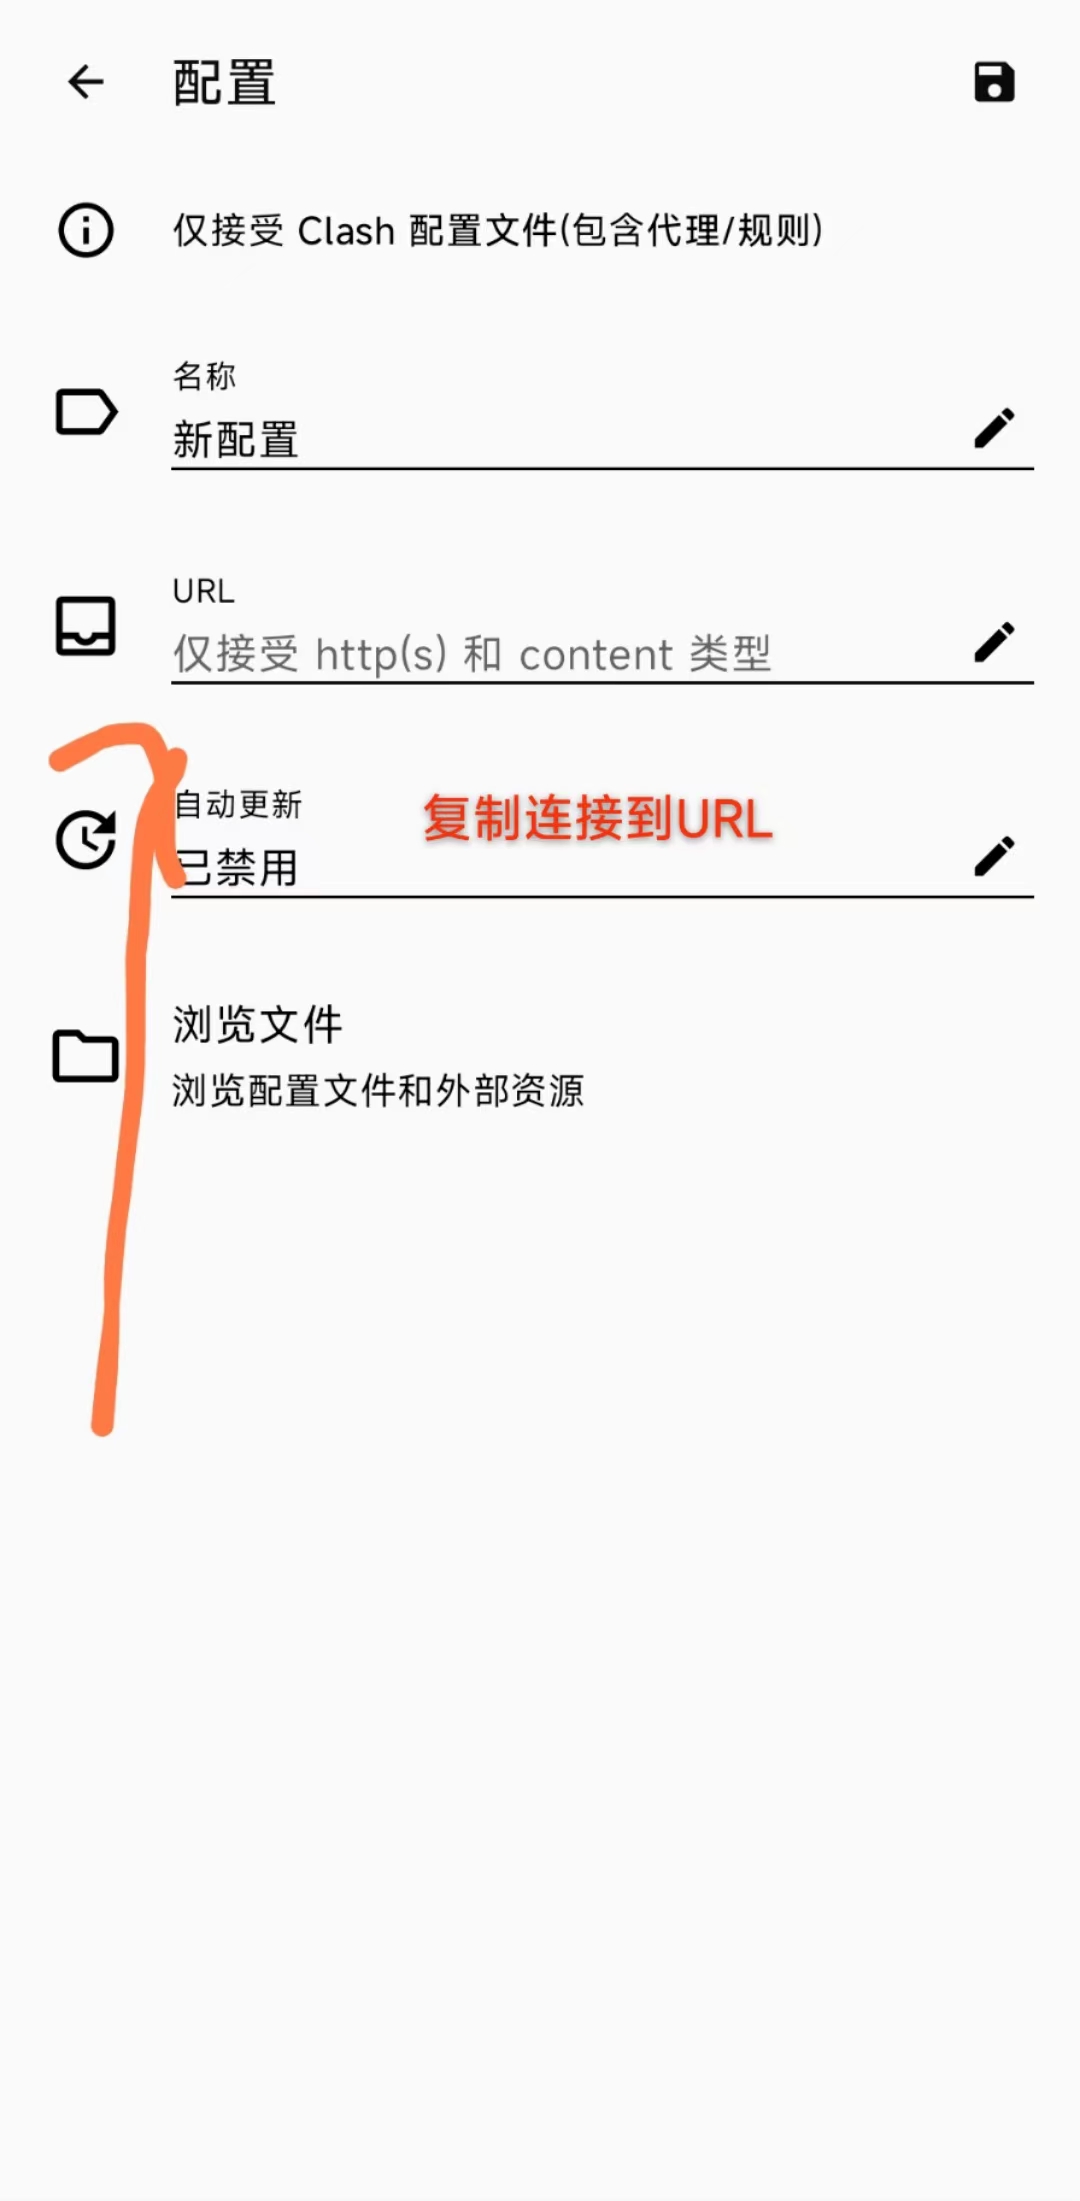 配置
仅接受 Clash 配置文件(包含代理/规则)
名称
新配置
URL
仅接受 http(s) 和 content 类型
自动更新
复制连接到URL
已禁用
浏览文件
浏览配置文件和外部资源